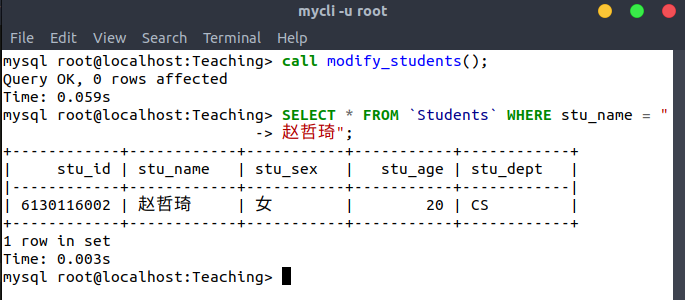 mycli -u root
File Edit View Search Terminal Help
mysql root@localhost:Teaching> call modify_students();
Query OK, 0 rows affected
Time: 0.059s
mysql root@localhost:Teaching> SELECT * FROM `Students` WHERE stu_name = "
-> 赵哲琦";
+------------+------------+-----------+-----------+------------+
| stu_id | stu_name | stu_sex | stu_age | stu_dept |
|------------+------------+-----------+-----------+------------|
| 6130116002 | 赵哲琦 | 女 | 20 | CS |
+------------+------------+-----------+-----------+------------+
1 row in set
Time: 0.003s
mysql root@localhost:Teaching>